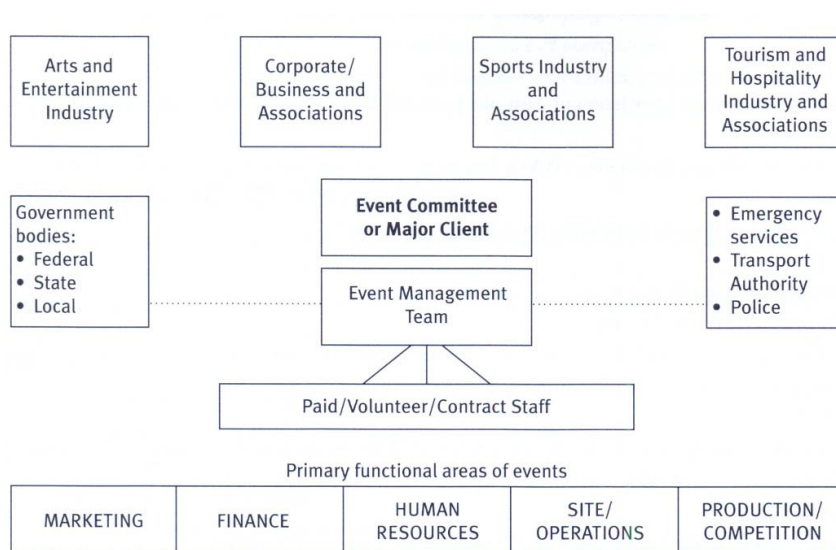 Arts and
Entertainment
Industry
Corporate/
Business and
Associations
Sports Industry
and
Associations
Tourism and
Hospitality
Industry and
Associations
Government
bodies:
• Federal
• State
• Local
Event Committee
or Major Client
Event Management
Team
• Emergency
services
• Transport
Authority
• Police
Paid/Volunteer/Contract Staff
Primary functional areas of events
MARKETING
FINANCE
HUMAN
RESOURCES
SITE/
OPERATIONS
PRODUCTION/
COMPETITION